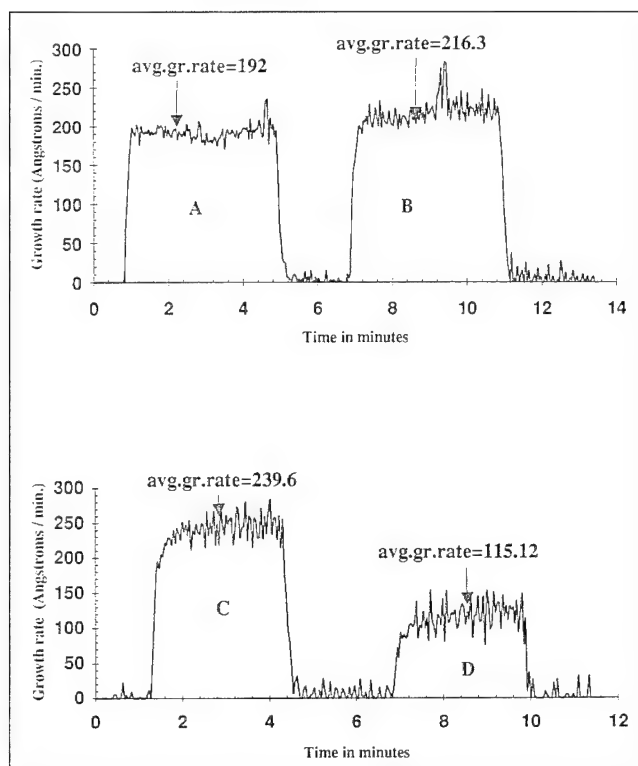 300
250
200
150
100
50
0
Growth rate (Angstroms / min.)
avg.gr.rate=192
avg.gr.rate=216.3
A
B
0 2 4 6 8 10 12 14
Time in minutes
300
250
200
150
100
50
0
Growth rate (Angstroms / min.)
avg.gr.rate=239.6
avg.gr.rate=115.12
C
D
0 2 4 6 8 10 12
Time in minutes